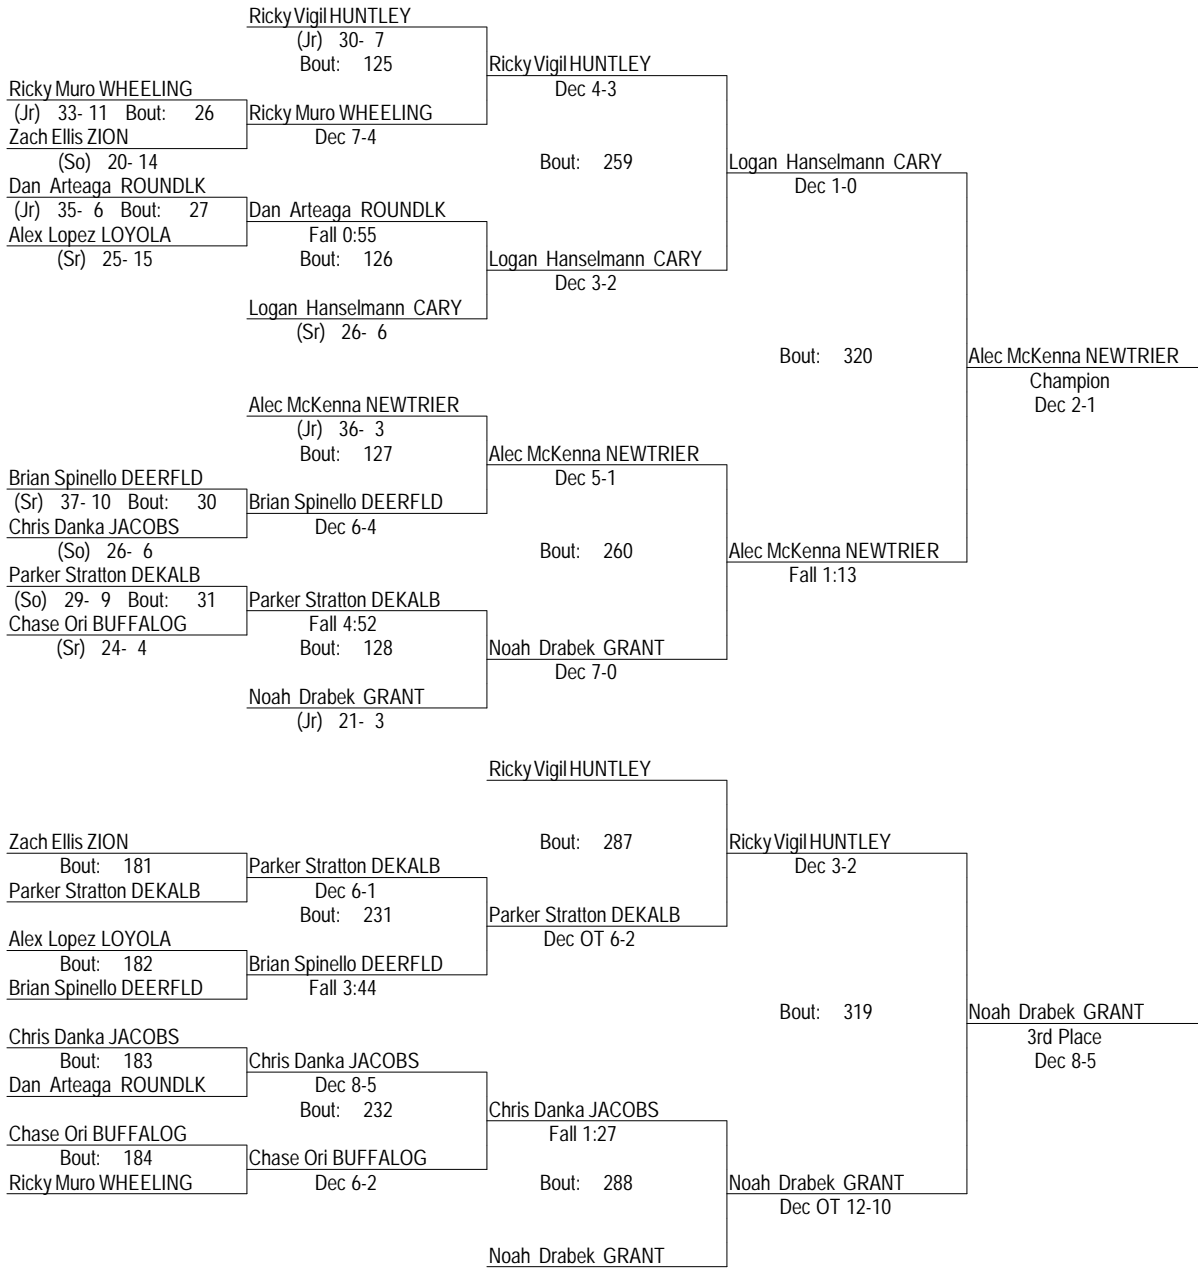 Ricky Vigil HUNTLEY
(Jr) 30- 7
Bout: 125
Ricky Vigil HUNTLEY
Dec 4-3
Ricky Muro WHEELING
(Jr) 33- 11 Bout: 26
Ricky Muro WHEELING
Zach Ellis ZION
Dec 7-4
(So) 20- 14
Bout: 259
Logan Hanselmann CARY
Dec 1-0
Dan Arteaga ROUNDLK
(Jr) 35- 6 Bout: 27
Dan Arteaga ROUNDLK
Alex Lopez LOYOLA
Fall 0:55
(Sr) 25- 15
Bout: 126
Logan Hanselmann CARY
Dec 3-2
Logan Hanselmann CARY
(Sr) 26- 6
Bout: 320
Alec McKenna NEWTRIER
Champion
Dec 2-1
Alec McKenna NEWTRIER
(Jr) 36- 3
Bout: 127
Alec McKenna NEWTRIER
Dec 5-1
Brian Spinello DEERFLD
(Sr) 37- 10 Bout: 30
Brian Spinello DEERFLD
Chris Danka JACOBS
Dec 6-4
(So) 26- 6
Bout: 260
Alec McKenna NEWTRIER
Fall 1:13
Parker Stratton DEKALB
(So) 29- 9 Bout: 31
Parker Stratton DEKALB
Chase Ori BUFFALOG
Fall 4:52
(Sr) 24- 4
Bout: 128
Noah Drabek GRANT
Dec 7-0
Noah Drabek GRANT
(Jr) 21- 3
Ricky Vigil HUNTLEY
Bout: 287
Ricky Vigil HUNTLEY
Dec 3-2
Zach Ellis ZION
Bout: 181
Parker Stratton DEKALB
Parker Stratton DEKALB
Dec 6-1
Bout: 231
Parker Stratton DEKALB
Dec OT 6-2
Alex Lopez LOYOLA
Bout: 182
Brian Spinello DEERFLD
Brian Spinello DEERFLD
Fall 3:44
Bout: 319
Noah Drabek GRANT
3rd Place
Dec 8-5
Chris Danka JACOBS
Bout: 183
Chris Danka JACOBS
Dan Arteaga ROUNDLK
Dec 8-5
Bout: 232
Chris Danka JACOBS
Fall 1:27
Chase Ori BUFFALOG
Bout: 184
Chase Ori BUFFALOG
Ricky Muro WHEELING
Dec 6-2
Bout: 288
Noah Drabek GRANT
Dec OT 12-10
Noah Drabek GRANT